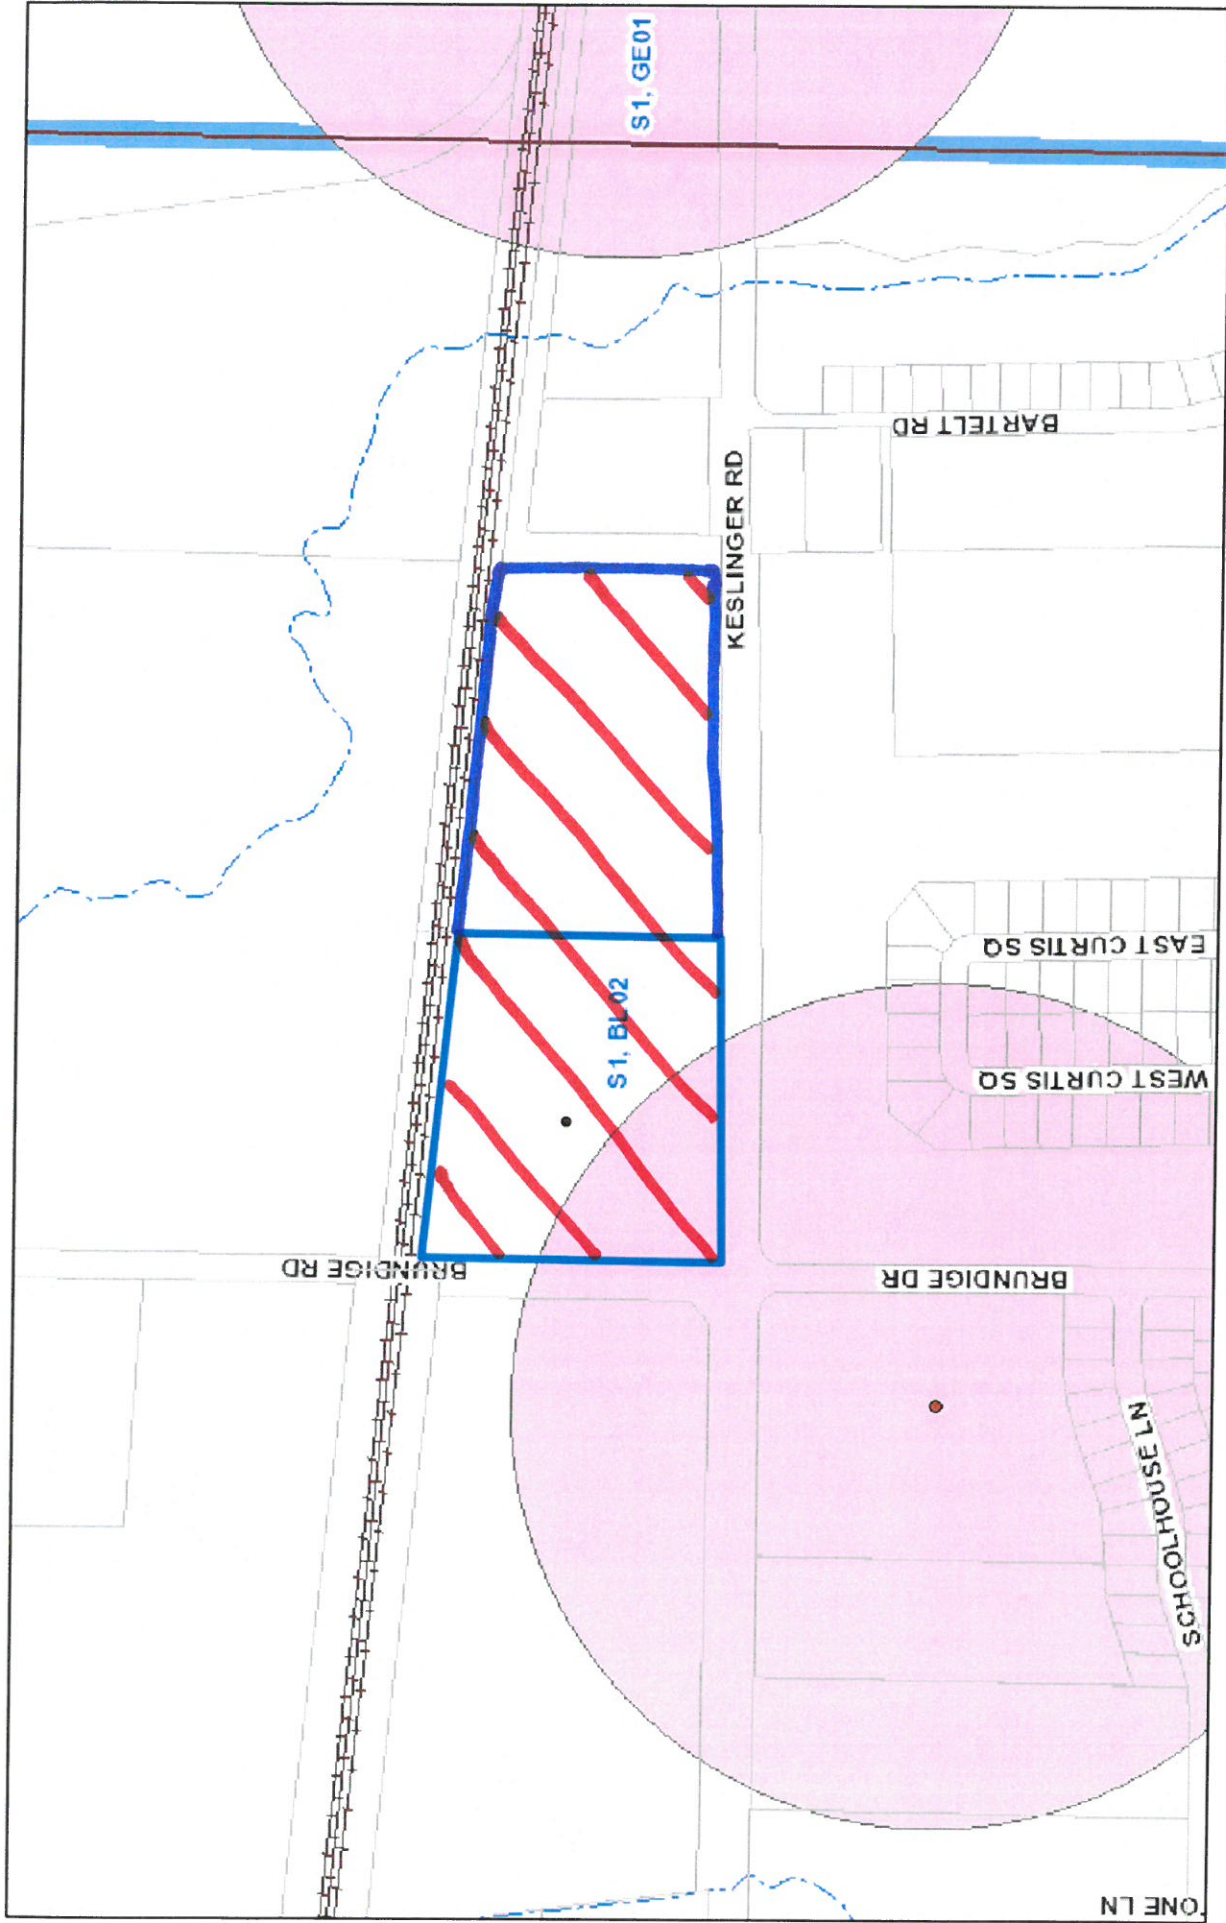 S1, GE01
BARTELT RD
KESLINGER RD
S1, BL02
EAST CURTIS SQ
WEST CURTIS SQ
BRUNDIGE RD
BRUNDIGE DR
SCHOOLHOUSE LN
ONE LN